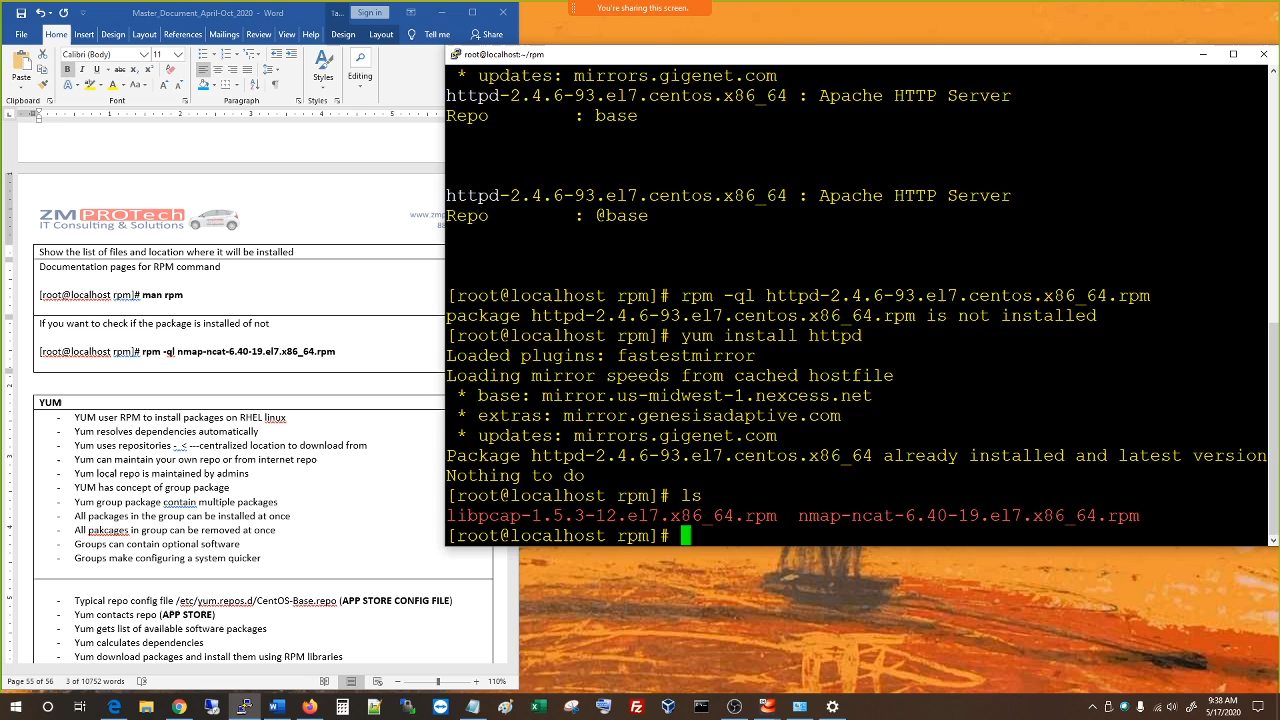 You're sharing this screen.
Master_Document_April-Oct_2020 -
Ta...
Sign in
File Home Insert Design Layout References Mailings Review View Help Design Layout Tell me Share
Paste
Calibri (Body) 11
Styles
Editing
Clipboard Font Paragraph Styles
1 2 3 4 5
ZMPROTech
IT Consulting & Solutions
www.zmp
88
Show the list of files and location where it will be installed
Documentation pages for RPM command
[root@localhost rpm]# man rpm
If you want to check if the package is installed of not
[root@localhost rpm]# rpm -ql nmap-ncat-6.40-19.el7.x86_64.rpm
YUM
- YUM user RPM to install packages on RHEL linux
- Yum resolves dependencies automatically
- Yum uses repositories -_< ---centralized location to download from
- Yum can maintain your own repo or from internet repo
- Yum local repo is maintained by admins
- YUM has concept of group package
- Yum group package contain multiple packages
- All packages in the group can be installed at once
- All pakcages in group can be removed at once
- Groups can contain optional software
- Groups make configuring a system quicker
- Typical repo config file /etc/yum.repos.d/CentOS-Base.repo (APP STORE CONFIG FILE)
- Yum contacts repo (APP STORE)
- Yum gets list of available software packages
- Yum calculates dependencies
- Yum download packages and install them using RPM libraries
Page 55 of 56 3 of 10752 words 110%
root@localhost:~/rpm
* updates: mirrors.gigenet.com
httpd-2.4.6-93.el7.centos.x86_64 : Apache HTTP Server
Repo : base
httpd-2.4.6-93.el7.centos.x86_64 : Apache HTTP Server
Repo : @base
[root@localhost rpm]# rpm -ql httpd-2.4.6-93.el7.centos.x86_64.rpm
package httpd-2.4.6-93.el7.centos.x86_64.rpm is not installed
[root@localhost rpm]# yum install httpd
Loaded plugins: fastestmirror
Loading mirror speeds from cached hostfile
* base: mirror.us-midwest-1.nexcess.net
* extras: mirror.genesisadaptive.com
* updates: mirrors.gigenet.com
Package httpd-2.4.6-93.el7.centos.x86_64 already installed and latest version
Nothing to do
[root@localhost rpm]# ls
libpcap-1.5.3-12.el7.x86_64.rpm nmap-ncat-6.40-19.el7.x86_64.rpm
[root@localhost rpm]#
9:38 AM
5/17/2020